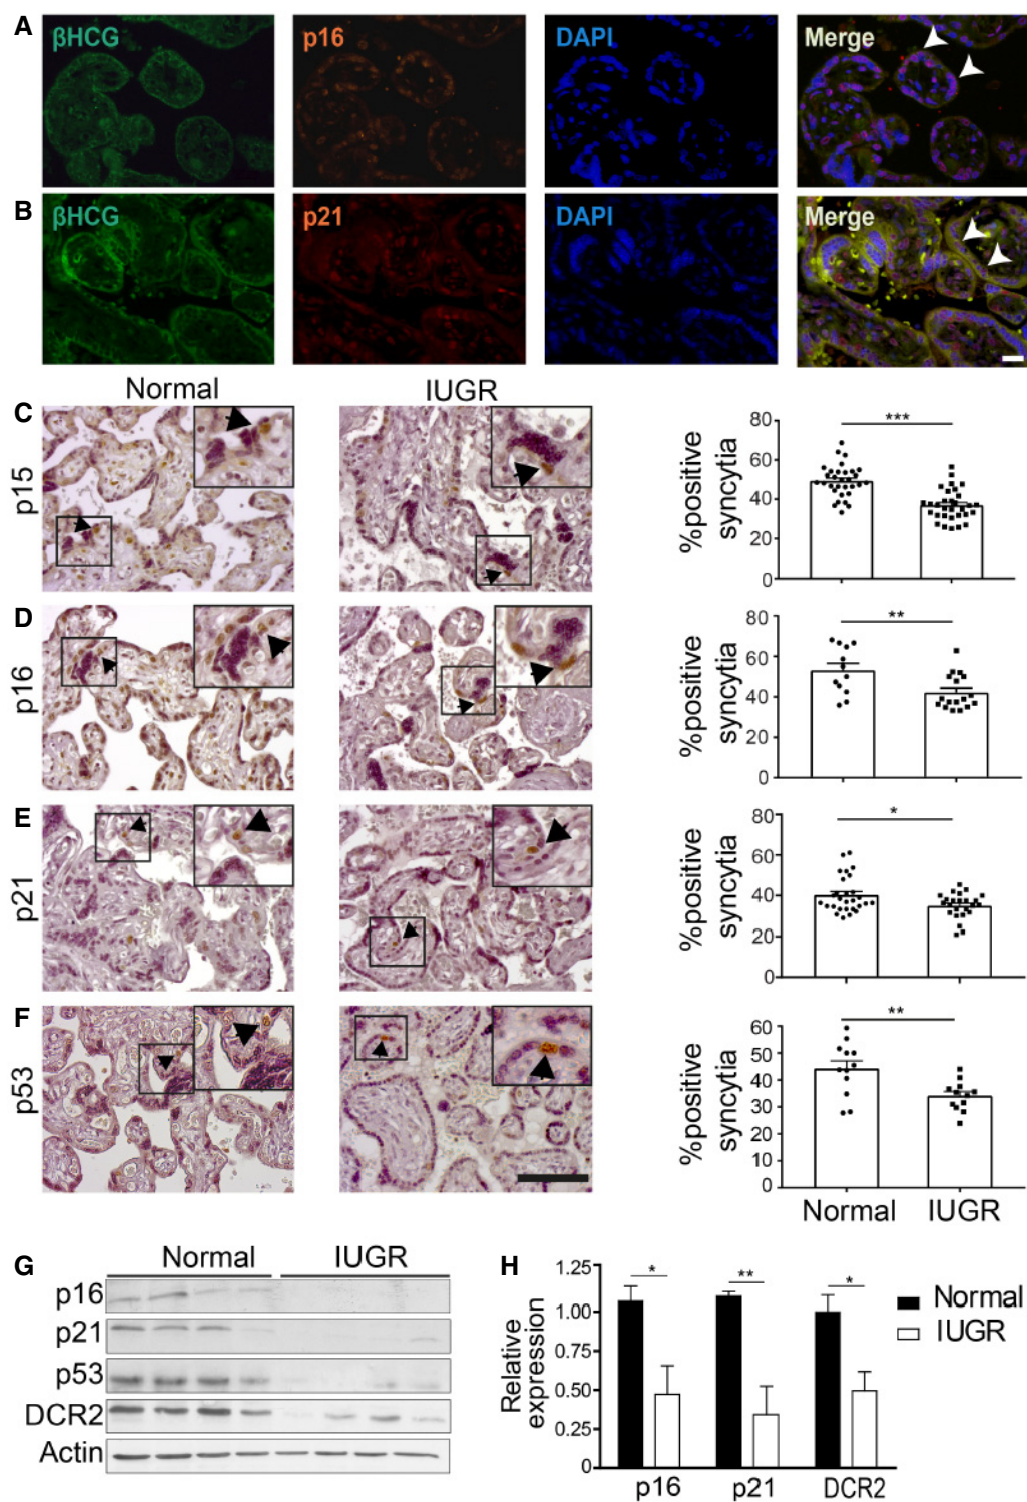 A
βHCG
p16
DAPI
Merge
B
βHCG
p21
DAPI
Merge
Normal
IUGR
C
p15
80
60
40
20
0
%positive
syncytia
***
D
p16
80
60
40
20
0
%positive
syncytia
**
E
p21
80
60
40
20
0
%positive
syncytia
*
F
p53
60
50
40
30
20
10
0
%positive
syncytia
**
Normal
IUGR
G
Normal
IUGR
p16
p21
p53
DCR2
Actin
H
1.25
1.00
0.75
0.50
0.25
0
Relative
expression
*
**
*
Normal
IUGR
p16
p21
DCR2